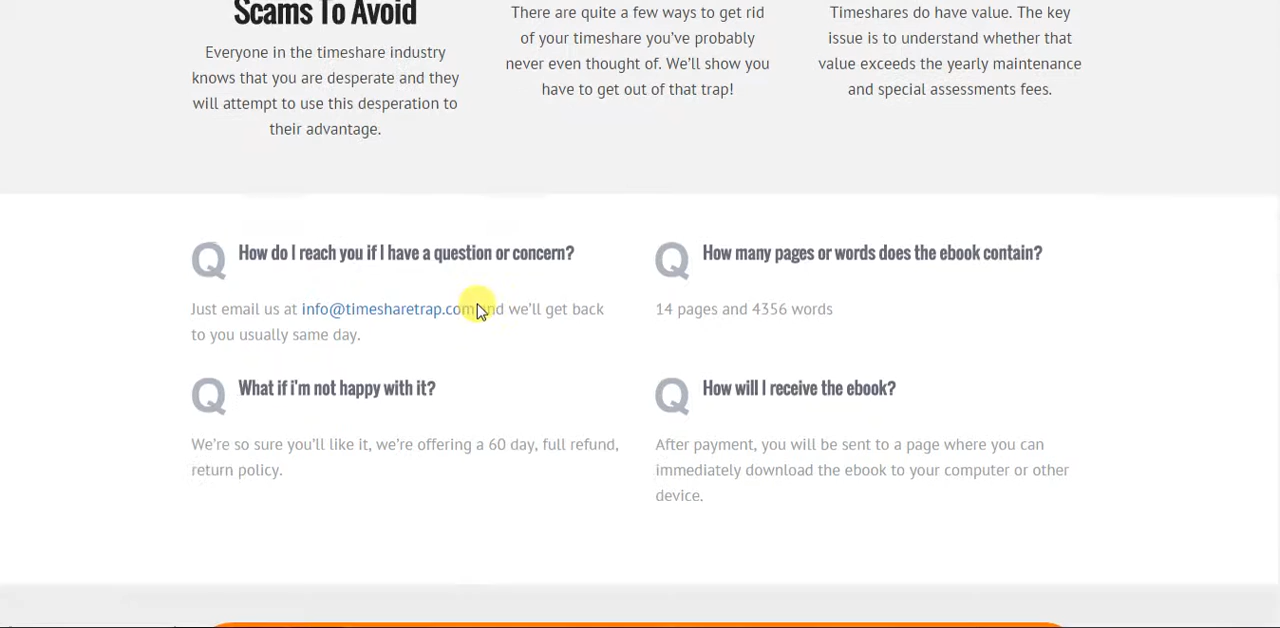 Scams To Avoid
Everyone in the timeshare industry
knows that you are desperate and they
will attempt to use this desperation to
their advantage.
There are quite a few ways to get rid
of your timeshare you've probably
never even thought of. We'll show you
have to get out of that trap!
Timeshares do have value. The key
issue is to understand whether that
value exceeds the yearly maintenance
and special assessments fees.
Q How do I reach you if I have a question or concern?
Just email us at info@timesharetrap.com and we'll get back
to you usually same day.
Q How many pages or words does the ebook contain?
14 pages and 4356 words
Q What if i'm not happy with it?
We're so sure you'll like it, we're offering a 60 day, full refund,
return policy.
Q How will I receive the ebook?
After payment, you will be sent to a page where you can
immediately download the ebook to your computer or other
device.